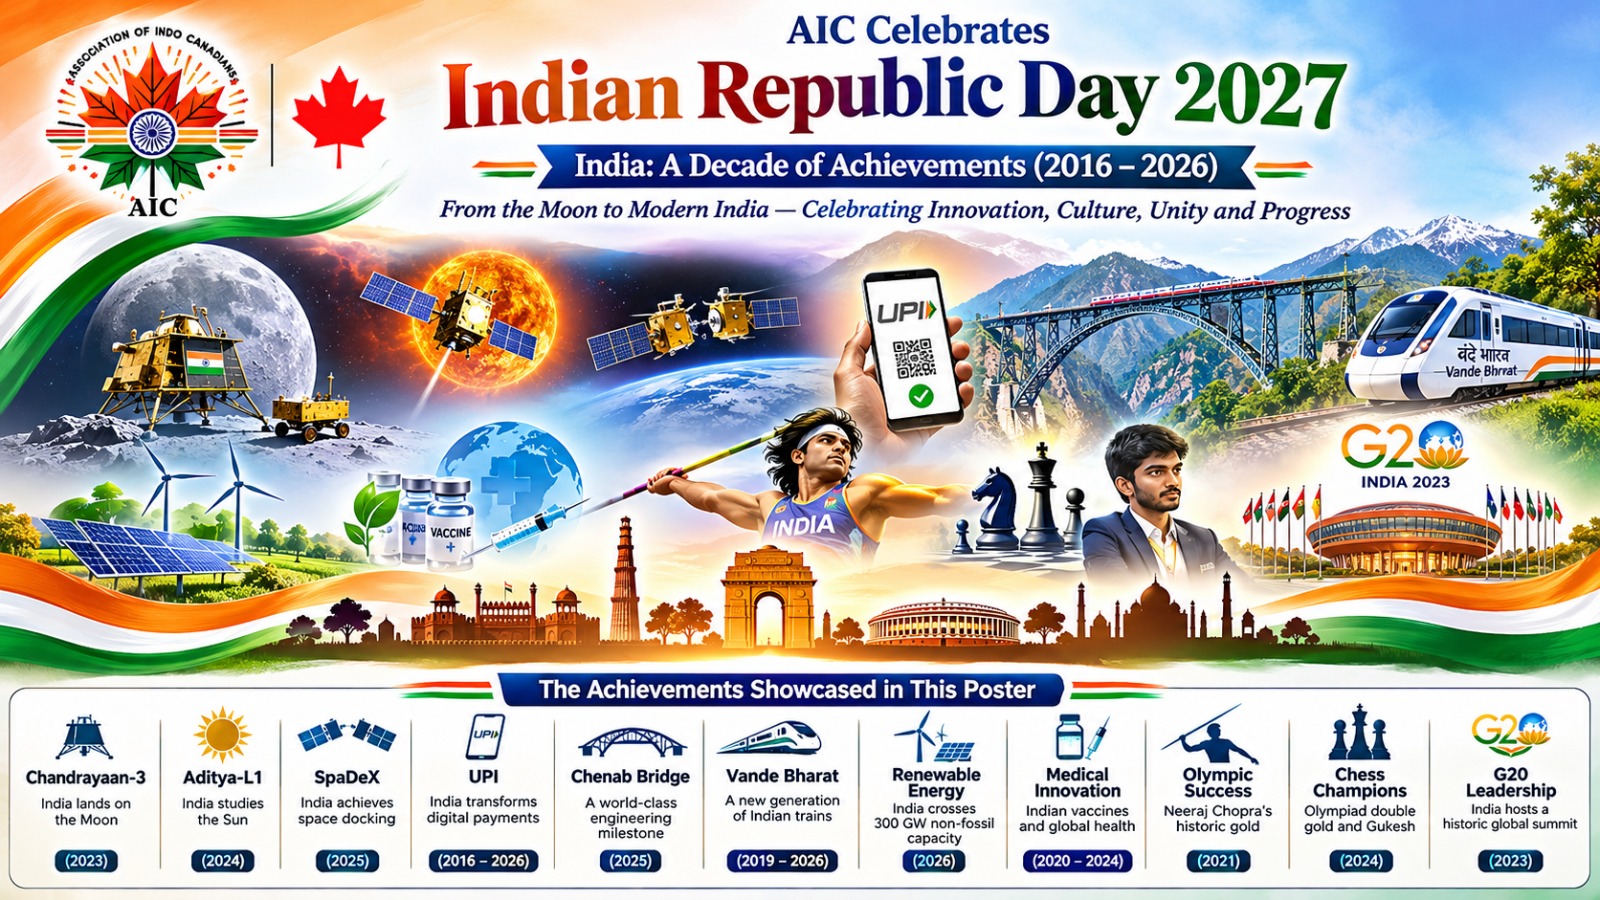 ASSOCIATION OF INDO CANADIANS
AIC
AIC Celebrates
Indian Republic Day 2027
India: A Decade of Achievements (2016 – 2026)
From the Moon to Modern India — Celebrating Innovation, Culture, Unity and Progress
UPI
वंदे भारत
Vande Bharat
G20
INDIA 2023
VACCINE
INDIA
The Achievements Showcased in This Poster
UPI
G20
Chandrayaan-3
India lands on
the Moon
(2023)
Aditya-L1
India studies
the Sun
(2024)
SpaDeX
India achieves
space docking
(2025)
UPI
India transforms
digital payments
(2016 – 2026)
Chenab Bridge
A world-class
engineering
milestone
(2025)
Vande Bharat
A new generation
of Indian trains
(2019 – 2026)
Renewable
Energy
India crosses
300 GW non-fossil
capacity
(2026)
Medical
Innovation
Indian vaccines
and global health
(2020 – 2024)
Olympic
Success
Neeraj Chopra's
historic gold
(2021)
Chess
Champions
Olympiad double
gold and Gukesh
(2024)
G20
Leadership
India hosts a
historic global summit
(2023)